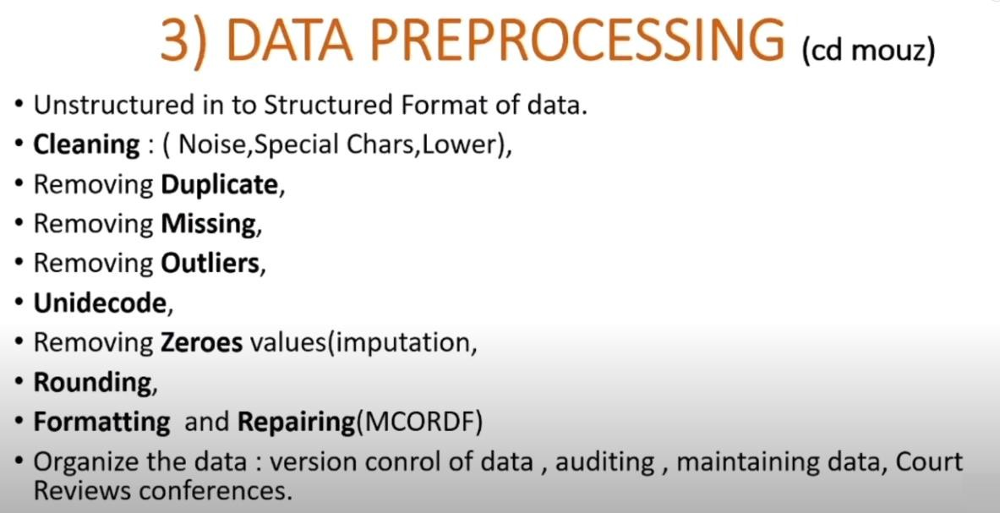 3) DATA PREPROCESSING (cd mouz)
• Unstructured in to Structured Format of data.
• Cleaning : ( Noise,Special Chars,Lower),
• Removing Duplicate,
• Removing Missing,
• Removing Outliers,
• Unidecode,
• Removing Zeroes values(imputation,
• Rounding,
• Formatting and Repairing(MCORDF)
• Organize the data : version conrol of data , auditing , maintaining data, Court
Reviews conferences.